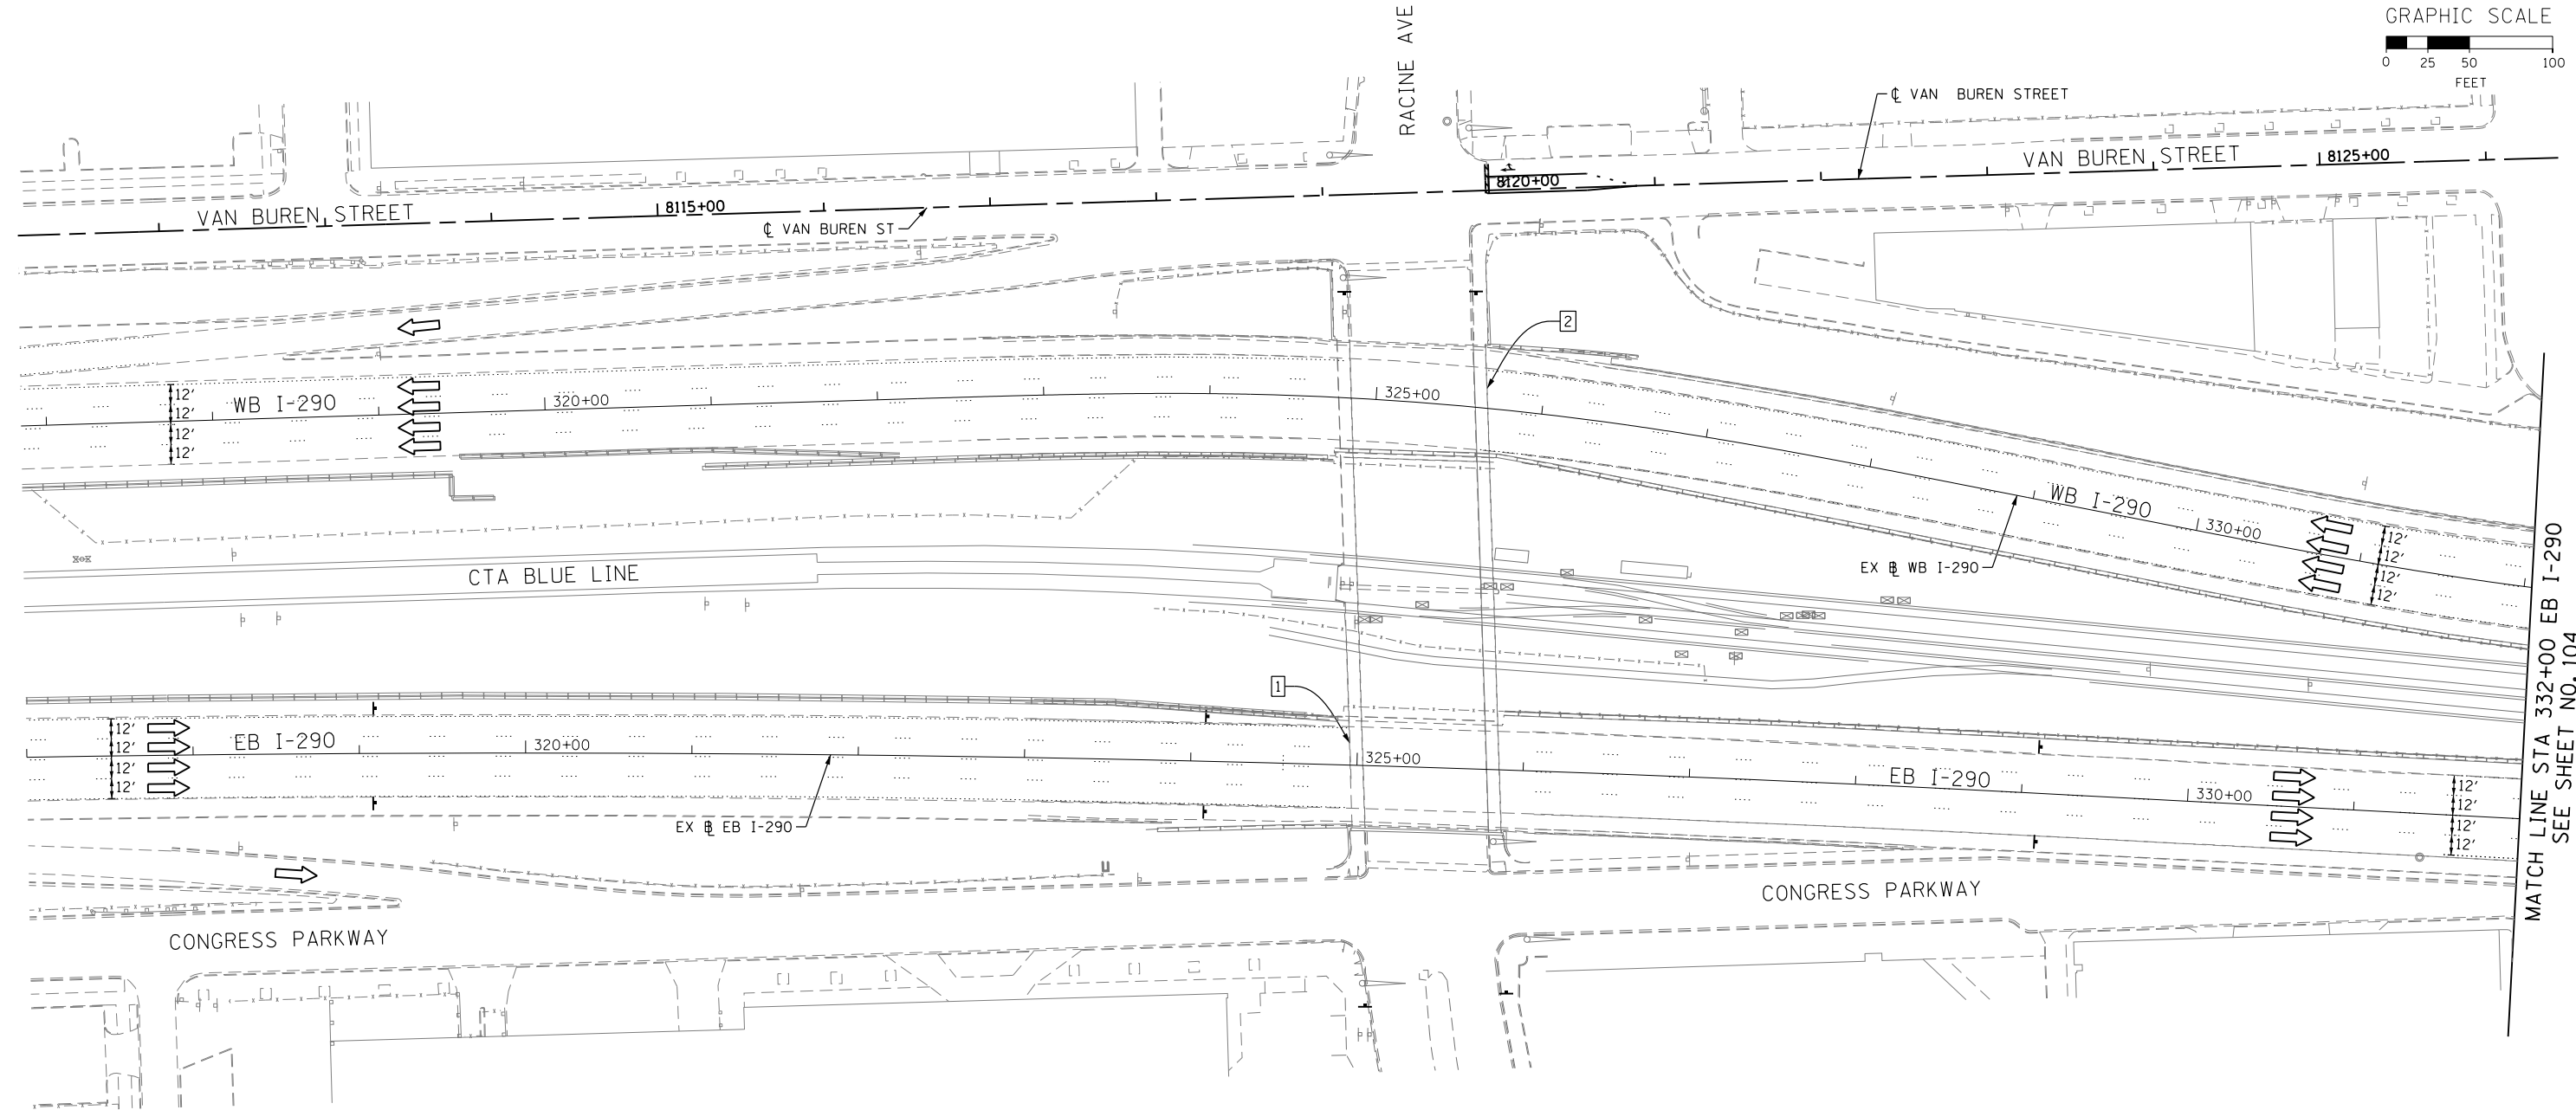 GRAPHIC SCALE
0 25 50 100
FEET
RACINE AVE
℄ VAN BUREN STREET
VAN BUREN STREET
8125+00
8120+00
VAN BUREN STREET
8115+00
℄ VAN BUREN ST
2
12'
12'
12'
12'
WB I-290
320+00
325+00
WB I-290
330+00
12'
12'
12'
12'
EX ⅊ WB I-290
CTA BLUE LINE
1
12'
12'
12'
12'
EB I-290
320+00
325+00
EB I-290
330+00
12'
12'
12'
12'
EX ⅊ EB I-290
CONGRESS PARKWAY
CONGRESS PARKWAY
MATCH LINE STA 332+00 EB I-290
SEE SHEET NO. 104